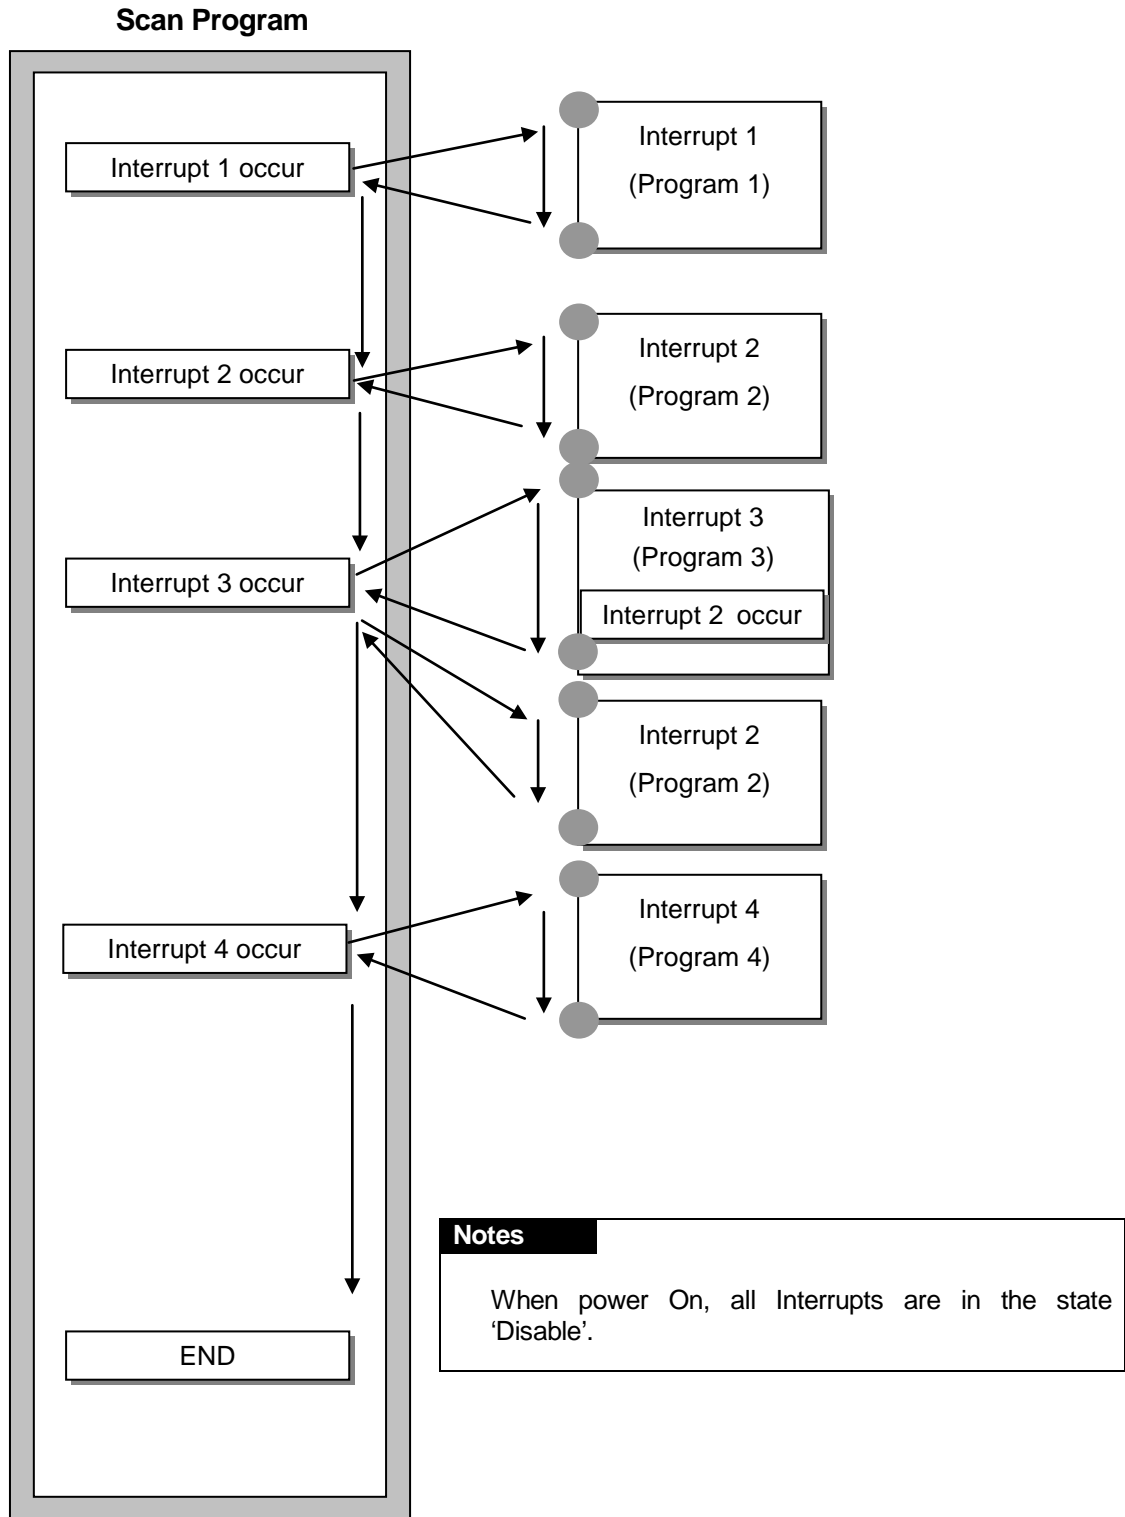 Scan Program
Interrupt 1 occur
Interrupt 1
(Program 1)
Interrupt 2 occur
Interrupt 2
(Program 2)
Interrupt 3 occur
Interrupt 3
(Program 3)
Interrupt 2 occur
Interrupt 2
(Program 2)
Interrupt 4 occur
Interrupt 4
(Program 4)
END
Notes
When power On, all Interrupts are in the state
‘Disable’.